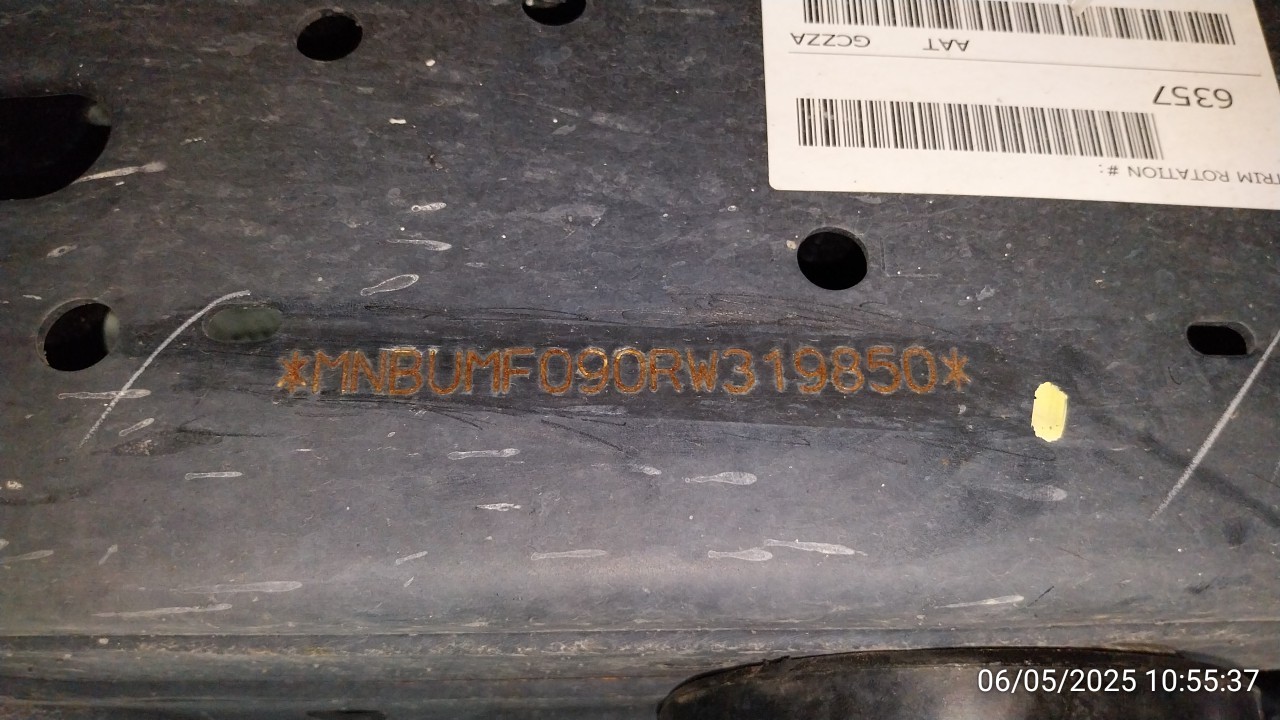 GCZZA AAT
6357
TRIM ROTATION #:
*MNBUMF090RW319850*
06/05/2025 10:55:37